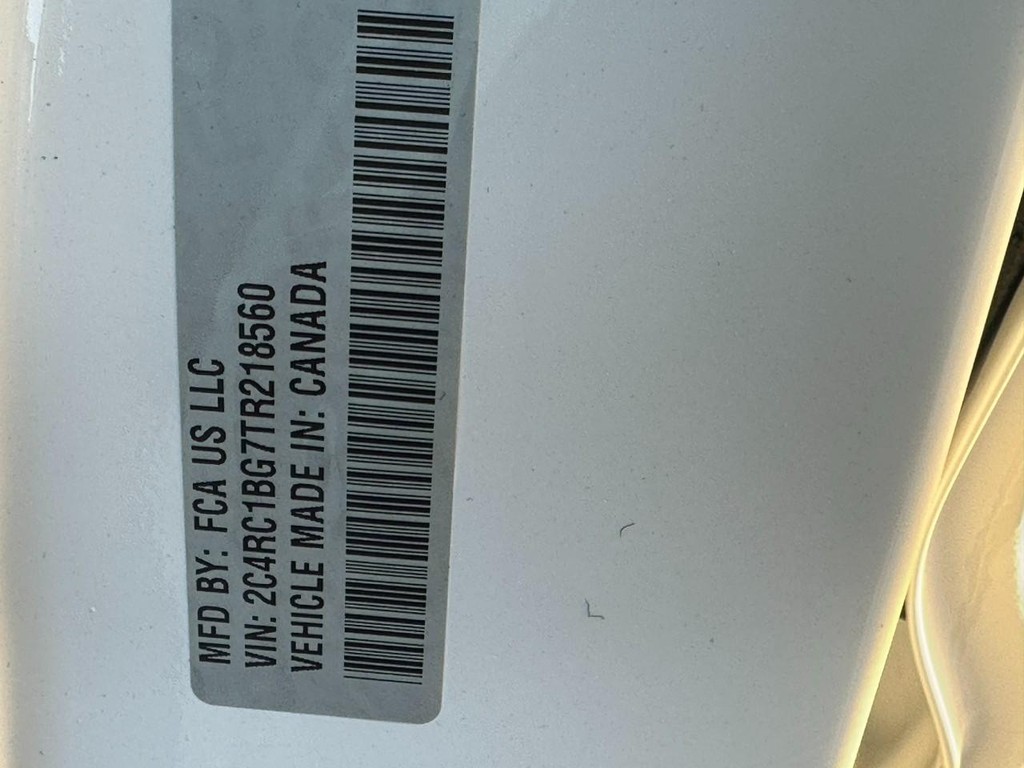 MFD BY: FCA US LLC
VIN: 2C4RC1BG7TR218560
VEHICLE MADE IN: CANADA